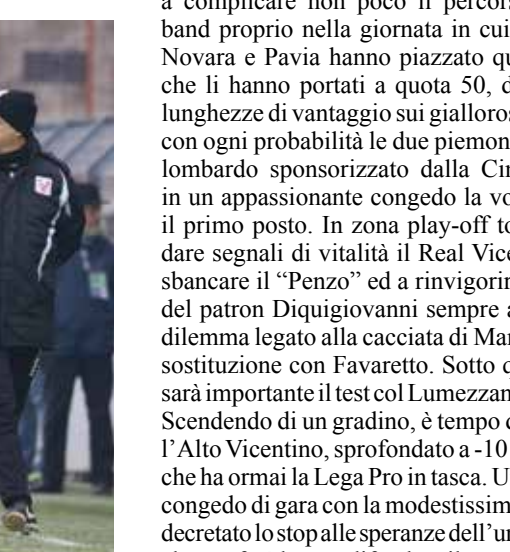 a complicare non poco il percors
band proprio nella giornata in cui
Novara e Pavia hanno piazzato qu
che li hanno portati a quota 50, d
lunghezze di vantaggio sui gialloros
con ogni probabilità le due piemon
lombardo sponsorizzato dalla Cin
in un appassionante congedo la vo
il primo posto. In zona play-off to
dare segnali di vitalità il Real Vice
sbancare il “Penzo” ed a rinvigorin
del patron Diquigiovanni sempre a
dilemma legato alla cacciata di Mar
sostituzione con Favaretto. Sotto q
sarà importante il test col Lumezzan
Scendendo di un gradino, è tempo d
l’Alto Vicentino, sprofondato a -10
che ha ormai la Lega Pro in tasca. U
congedo di gara con la modestissim
decretato lo stop alle speranze dell’un